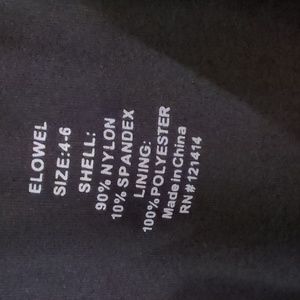 ELOWEL
SIZE:4-6
SHELL:
90% NYLON
10% SPANDEX
LINING:
100% POLYESTER
Made in China
RN#121414